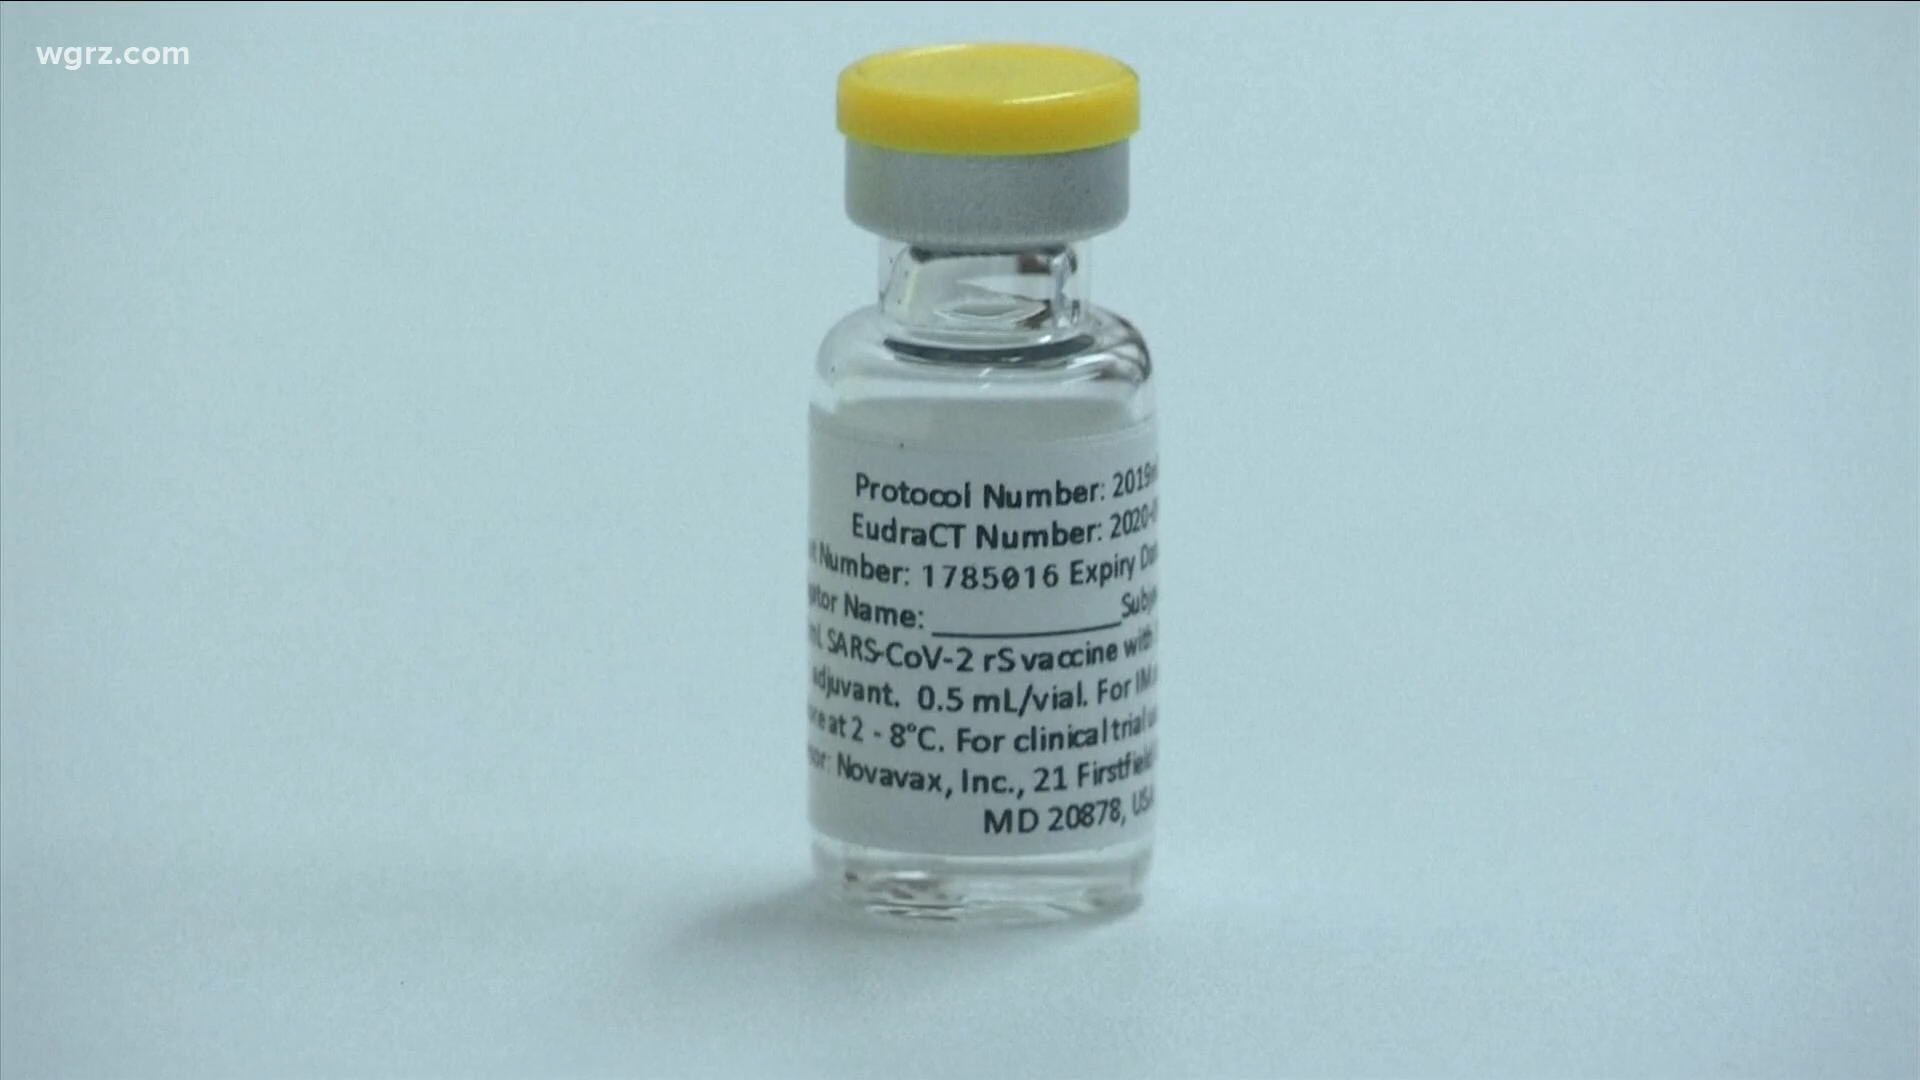 wgrz.com
Protocol Number: 2019
EudraCT Number: 2020-
Number: 1785016 Expiry
Name:
SARS-CoV-2 rS vaccine with
adjuvant. 0.5 mL/vial. For IM
at 2 - 8°C. For clinical trial
Novavax, Inc., 21
MD 20878, USA